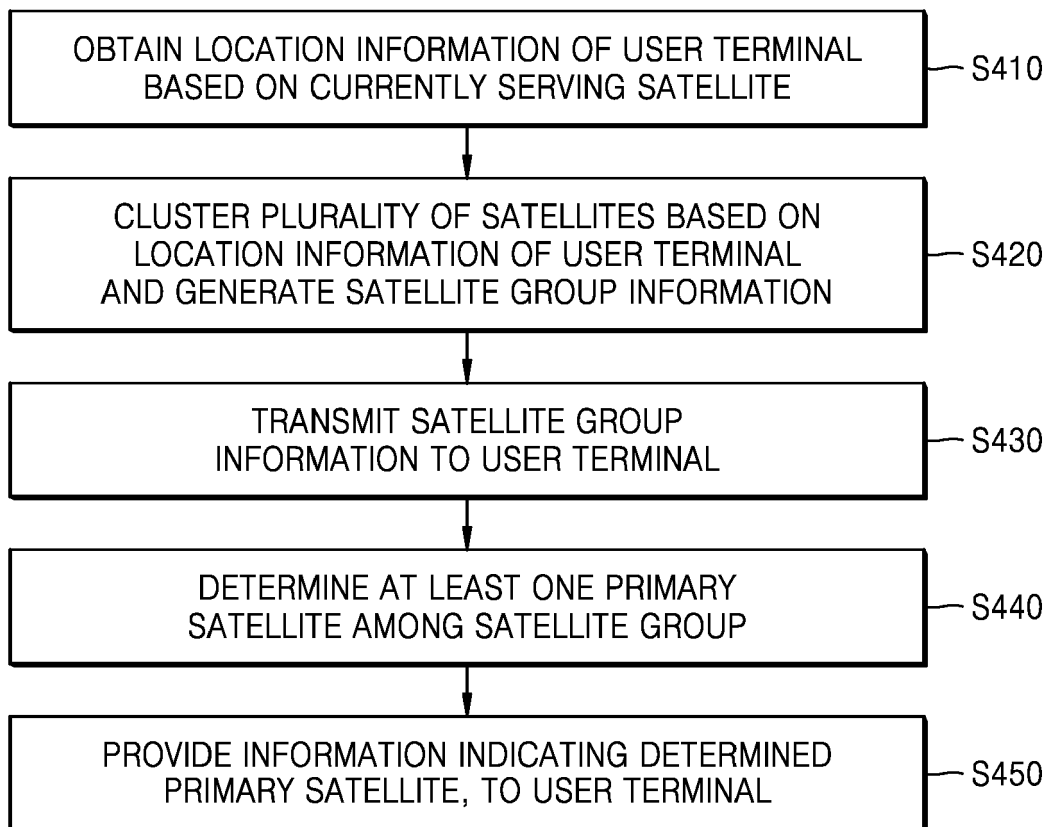 OBTAIN LOCATION INFORMATION OF USER TERMINAL
BASED ON CURRENTLY SERVING SATELLITE
S410
CLUSTER PLURALITY OF SATELLITES BASED ON
LOCATION INFORMATION OF USER TERMINAL
AND GENERATE SATELLITE GROUP INFORMATION
S420
TRANSMIT SATELLITE GROUP
INFORMATION TO USER TERMINAL
S430
DETERMINE AT LEAST ONE PRIMARY
SATELLITE AMONG SATELLITE GROUP
S440
PROVIDE INFORMATION INDICATING DETERMINED
PRIMARY SATELLITE, TO USER TERMINAL
S450